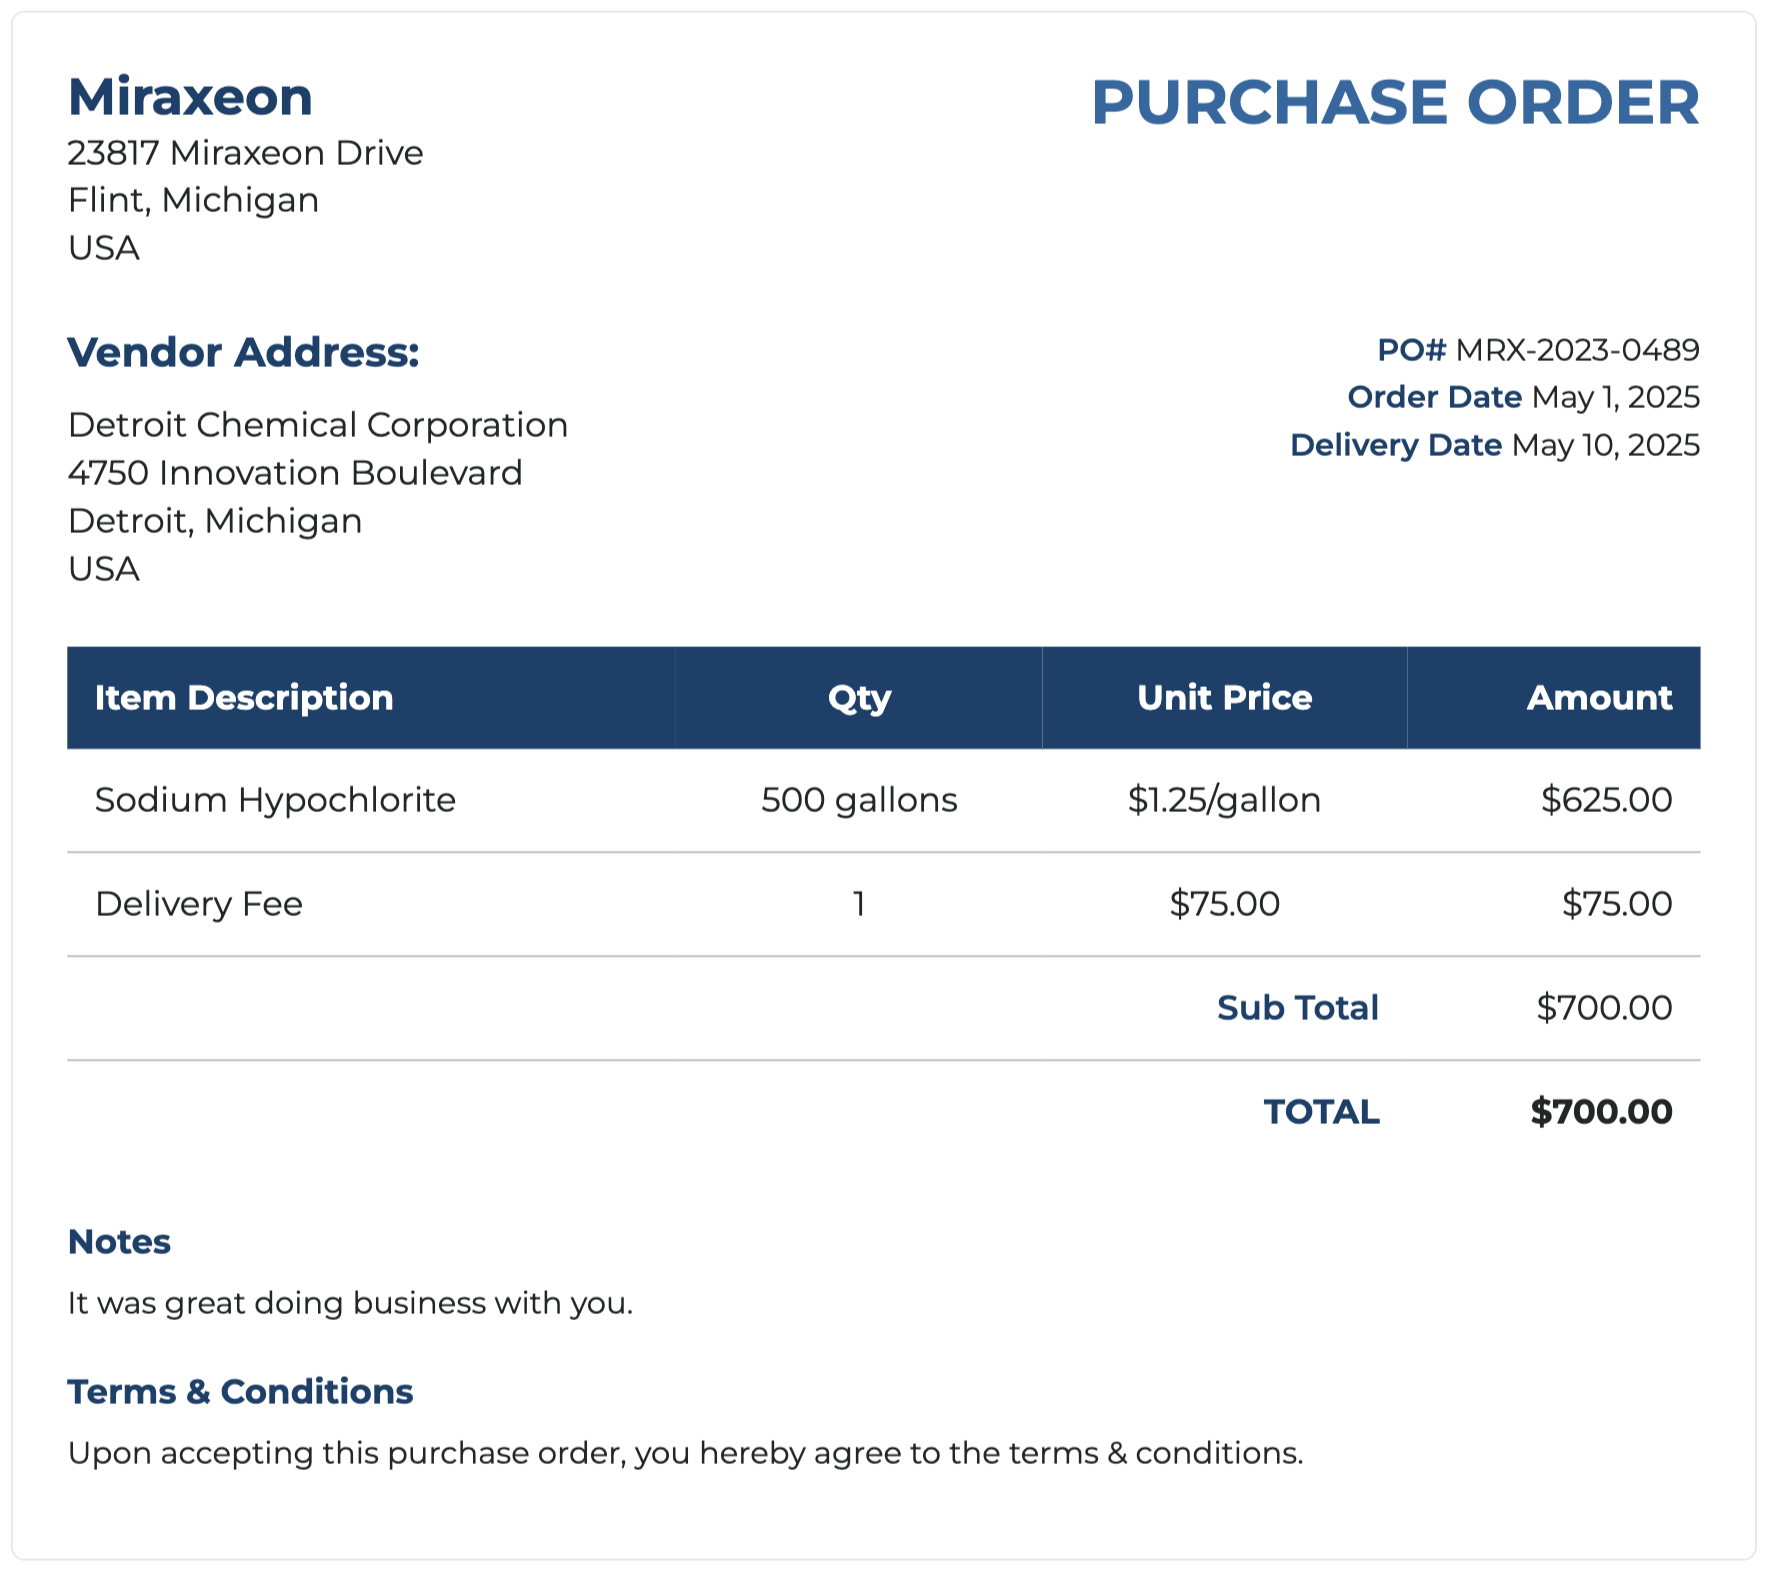 Miraxeon
PURCHASE ORDER
23817 Miraxeon Drive
Flint, Michigan
USA
Vendor Address:
Detroit Chemical Corporation
4750 Innovation Boulevard
Detroit, Michigan
USA
PO# MRX-2023-0489
Order Date May 1, 2025
Delivery Date May 10, 2025
Item Description Qty Unit Price Amount
Sodium Hypochlorite 500 gallons $1.25/gallon $625.00
Delivery Fee 1 $75.00 $75.00
Sub Total $700.00
TOTAL $700.00
Notes
It was great doing business with you.
Terms & Conditions
Upon accepting this purchase order, you hereby agree to the terms & conditions.